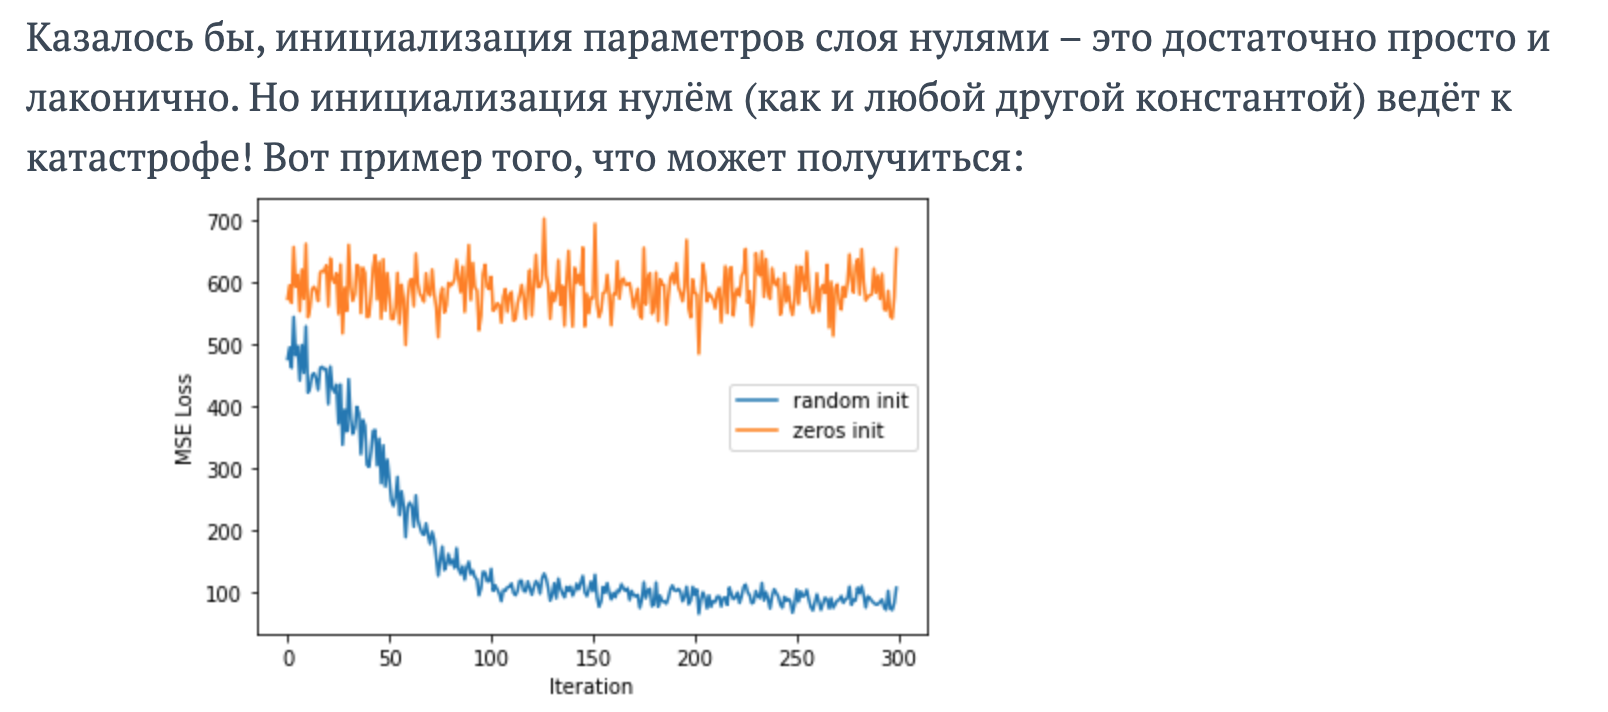 Казалось бы, инициализация параметров слоя нулями – это достаточно просто и
лаконично. Но инициализация нулём (как и любой другой константой) ведёт к
катастрофе! Вот пример того, что может получиться:
700
600
500
400
300
200
100
MSE Loss
random init
zeros init
0 50 100 150 200 250 300
Iteration